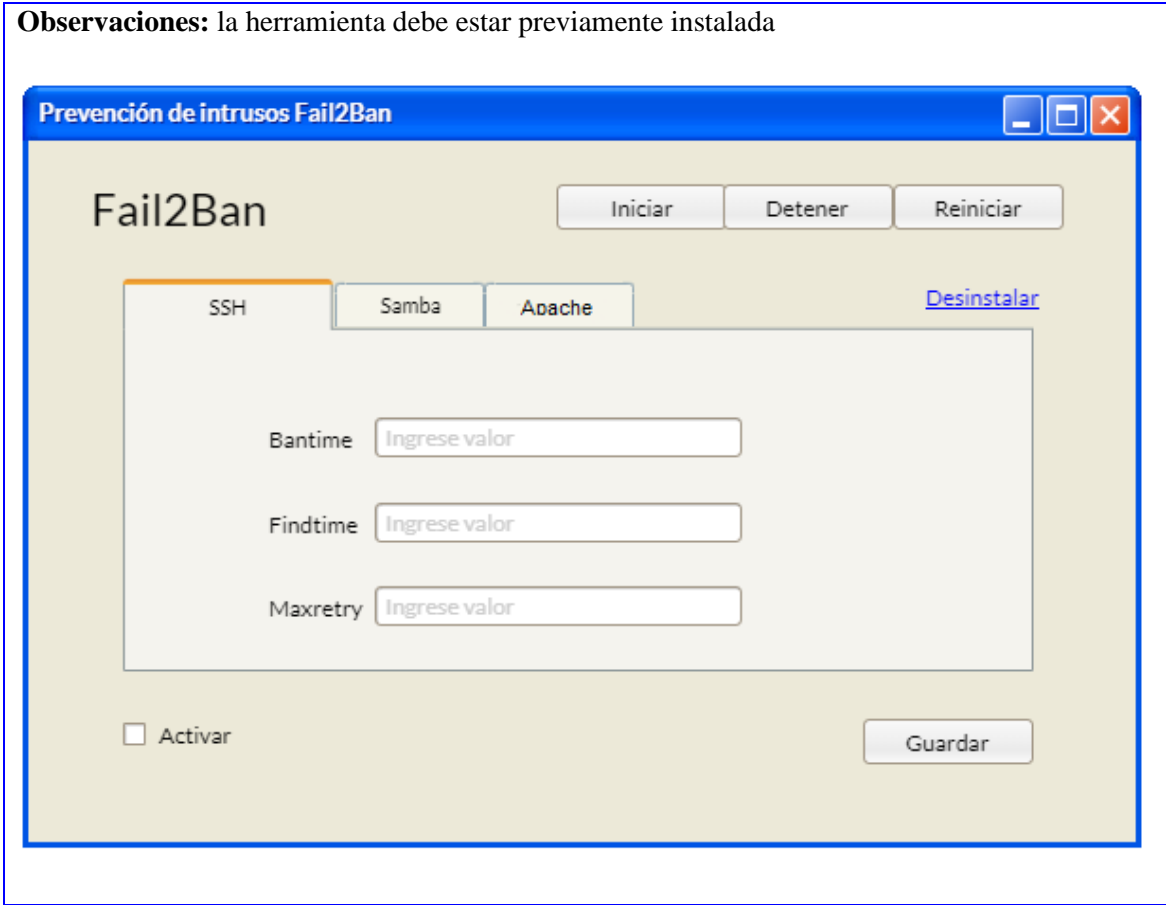 Observaciones: la herramienta debe estar previamente instalada
Prevención de intrusos Fail2Ban
Fail2Ban
Iniciar
Detener
Reiniciar
SSH
Samba
Apache
Desinstalar
Bantime
Ingrese valor
Findtime
Ingrese valor
Maxretry
Ingrese valor
Activar
Guardar